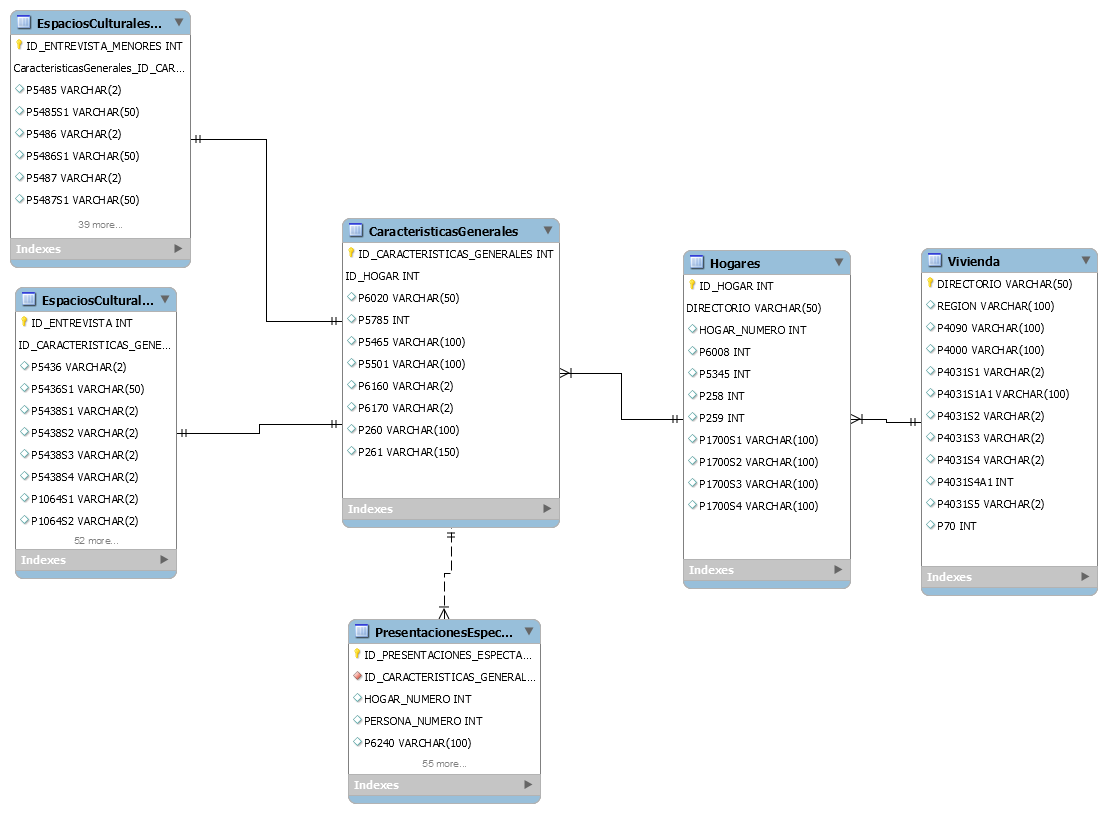 EspaciosCulturales...
ID_ENTREVISTA_MENORES INT
CaracteristicasGenerales_ID_CAR...
P5485 VARCHAR(2)
P5485S1 VARCHAR(50)
P5486 VARCHAR(2)
P5486S1 VARCHAR(50)
P5487 VARCHAR(2)
P5487S1 VARCHAR(50)
39 more...
Indexes
EspaciosCultural...
ID_ENTREVISTA INT
ID_CARACTERISTICAS_GENE...
P5436 VARCHAR(2)
P5436S1 VARCHAR(50)
P5438S1 VARCHAR(2)
P5438S2 VARCHAR(2)
P5438S3 VARCHAR(2)
P5438S4 VARCHAR(2)
P1064S1 VARCHAR(2)
P1064S2 VARCHAR(2)
52 more...
Indexes
CaracteristicasGenerales
ID_CARACTERISTICAS_GENERALES INT
ID_HOGAR INT
P6020 VARCHAR(50)
P5785 INT
P5465 VARCHAR(100)
P5501 VARCHAR(100)
P6160 VARCHAR(2)
P6170 VARCHAR(2)
P260 VARCHAR(100)
P261 VARCHAR(150)
Indexes
PresentacionesEspec...
ID_PRESENTACIONES_ESPECTA...
ID_CARACTERISTICAS_GENERAL...
HOGAR_NUMERO INT
PERSONA_NUMERO INT
P6240 VARCHAR(100)
55 more...
Indexes
Hogares
ID_HOGAR INT
DIRECTORIO VARCHAR(50)
HOGAR_NUMERO INT
P6008 INT
P5345 INT
P258 INT
P259 INT
P1700S1 VARCHAR(100)
P1700S2 VARCHAR(100)
P1700S3 VARCHAR(100)
P1700S4 VARCHAR(100)
Indexes
Vivienda
DIRECTORIO VARCHAR(50)
REGION VARCHAR(100)
P4090 VARCHAR(100)
P4000 VARCHAR(100)
P4031S1 VARCHAR(2)
P4031S1A1 VARCHAR(100)
P4031S2 VARCHAR(2)
P4031S3 VARCHAR(2)
P4031S4 VARCHAR(2)
P4031S4A1 INT
P4031S5 VARCHAR(2)
P70 INT
Indexes